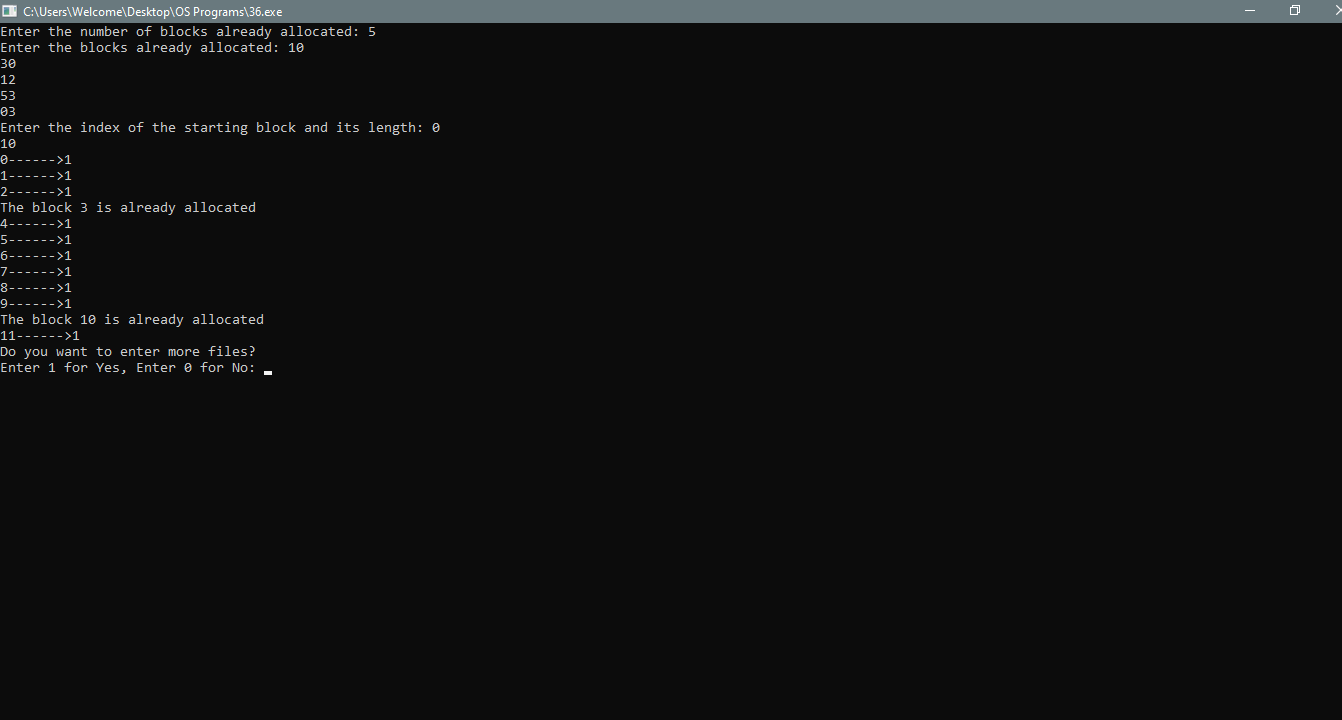 C:\Users\Welcome\Desktop\OS Programs\36.exe
Enter the number of blocks already allocated: 5
Enter the blocks already allocated: 10
30
12
53
03
Enter the index of the starting block and its length: 0
10
0------>1
1------>1
2------>1
The block 3 is already allocated
4------>1
5------>1
6------>1
7------>1
8------>1
9------>1
The block 10 is already allocated
11------>1
Do you want to enter more files?
Enter 1 for Yes, Enter 0 for No: